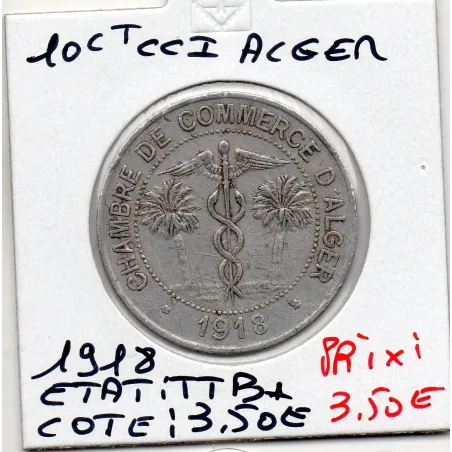 10CT CCI ALGER
CHAMBRE DE COMMERCE D'ALGER
1918
1918
ETAT: TTB+
COTE: 3.50E
PRIX:
3.50E